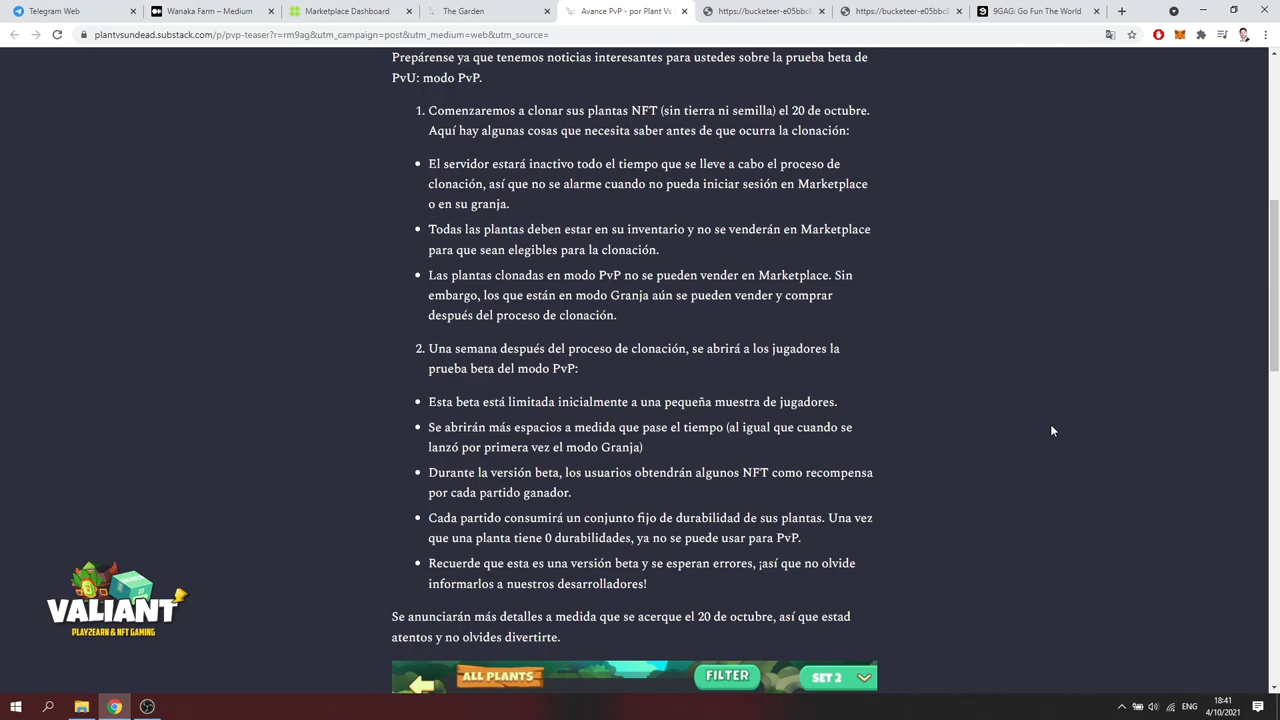 Telegram Web
Wanaka Farm – Medium
Marketplace Dashboard
The Garden
Avance PvP - por Plant Vs
https://bucketeer-e05bbc8
https://bucketeer-e05bbc8
9GAG: Go Fun The World
plantvsundead.substack.com/p/pvp-teaser?r=rm9ag&utm_campaign=post&utm_medium=web&utm_source=
Prepárense ya que tenemos noticias interesantes para ustedes sobre la prueba beta de
PvU: modo PvP.
1. Comenzaremos a clonar sus plantas NFT (sin tierra ni semilla) el 20 de octubre.
Aquí hay algunas cosas que necesita saber antes de que ocurra la clonación:
• El servidor estará inactivo todo el tiempo que se lleve a cabo el proceso de
clonación, así que no se alarme cuando no pueda iniciar sesión en Marketplace
o en su granja.
• Todas las plantas deben estar en su inventario y no se venderán en Marketplace
para que sean elegibles para la clonación.
• Las plantas clonadas en modo PvP no se pueden vender en Marketplace. Sin
embargo, los que están en modo Granja aún se pueden vender y comprar
después del proceso de clonación.
2. Una semana después del proceso de clonación, se abrirá a los jugadores la
prueba beta del modo PvP:
• Esta beta está limitada inicialmente a una pequeña muestra de jugadores.
• Se abrirán más espacios a medida que pase el tiempo (al igual que cuando se
lanzó por primera vez el modo Granja)
• Durante la versión beta, los usuarios obtendrán algunos NFT como recompensa
por cada partido ganador.
• Cada partido consumirá un conjunto fijo de durabilidad de sus plantas. Una vez
que una planta tiene 0 durabilidades, ya no se puede usar para PvP.
• Recuerde que esta es una versión beta y se esperan errores, ¡así que no olvide
informarlos a nuestros desarrolladores!
Se anunciarán más detalles a medida que se acerque el 20 de octubre, así que estad
atentos y no olvides divertirte.
VALIANT
PLAY2EARN & NFT GAMING
ALL PLANTS
FILTER
SET 2
ENG
18:41
4/10/2021